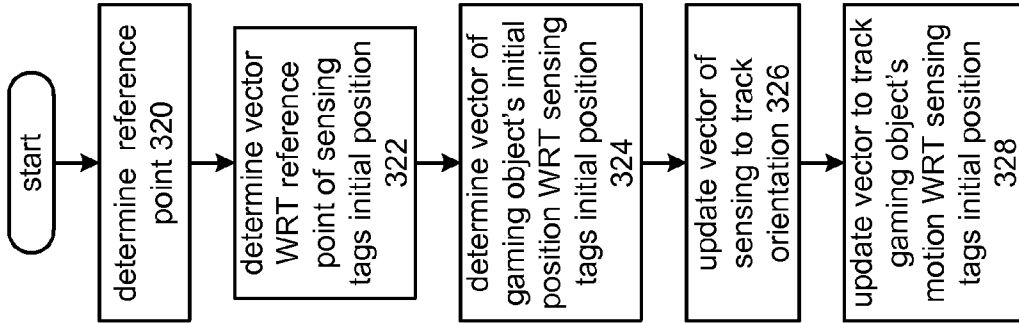 start
determine reference
point 320
determine vector
WRT reference
point of sensing
tags initial position
322
determine vector of
gaming object's initial
position WRT sensing
tags initial position
324
update vector of
sensing to track
orientation 326
update vector to track
gaming object's
motion WRT sensing
tags initial position
328